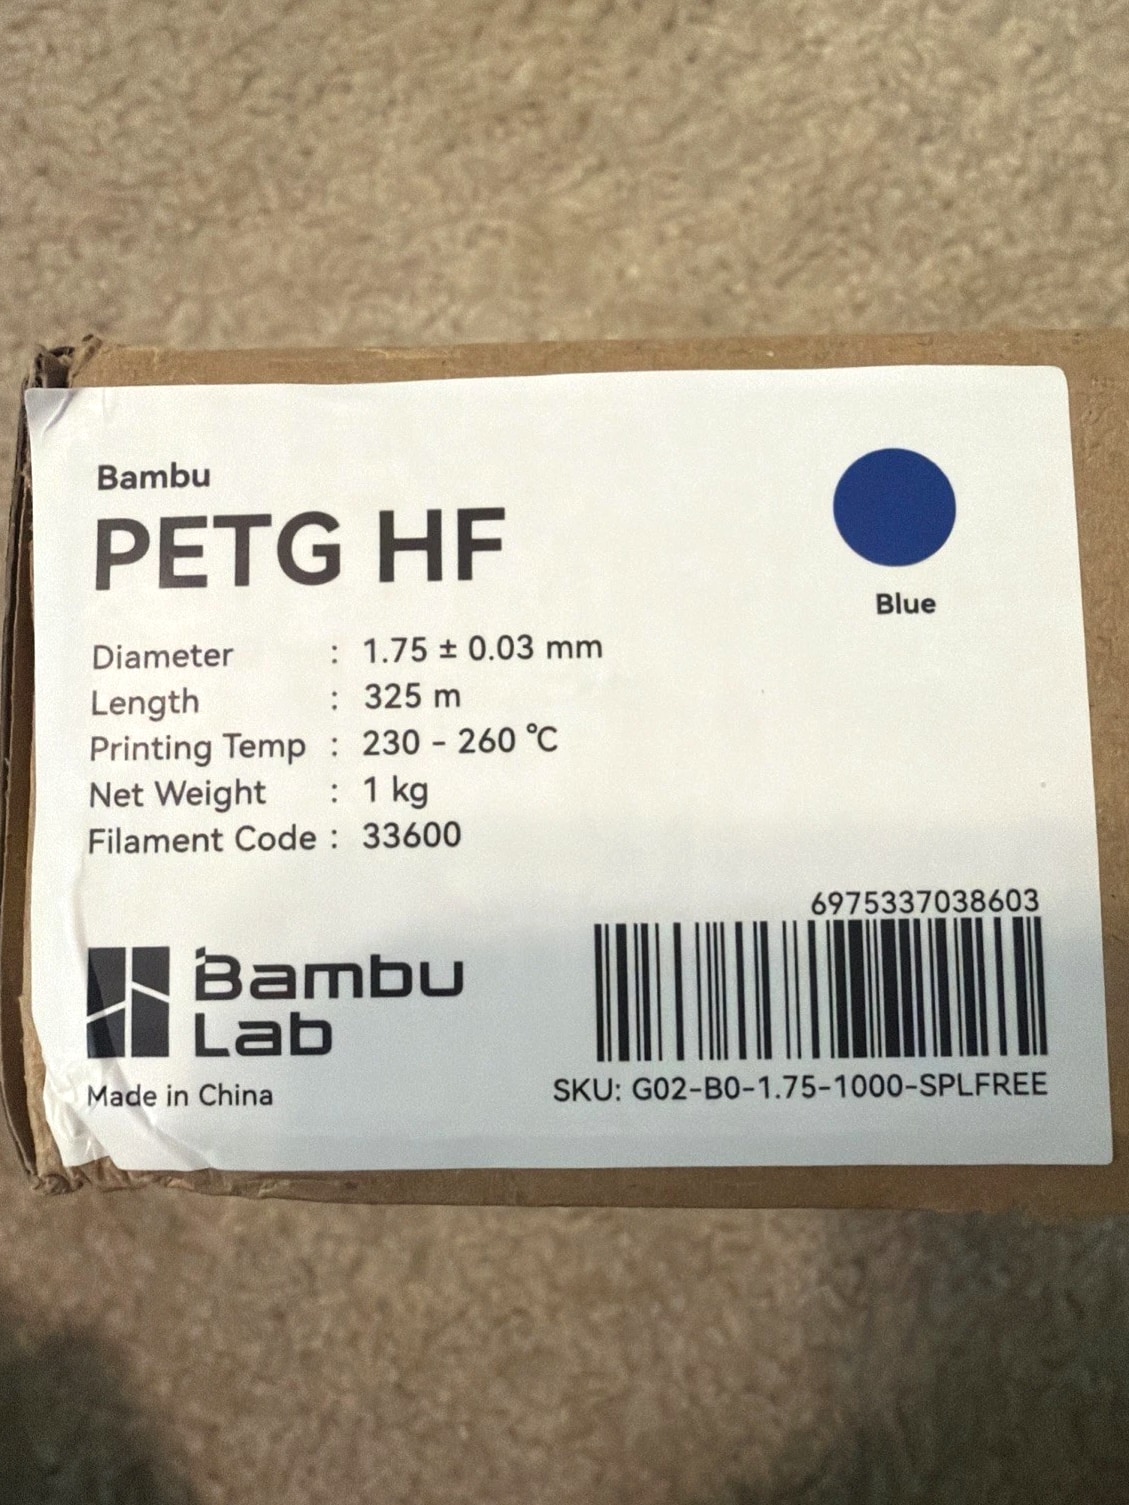 Bambu
PETG HF
Blue
Diameter : 1.75 ± 0.03 mm
Length : 325 m
Printing Temp : 230 - 260 °C
Net Weight : 1 kg
Filament Code : 33600
6975337038603
Bambu
Lab
Made in China
SKU: G02-B0-1.75-1000-SPLFREE